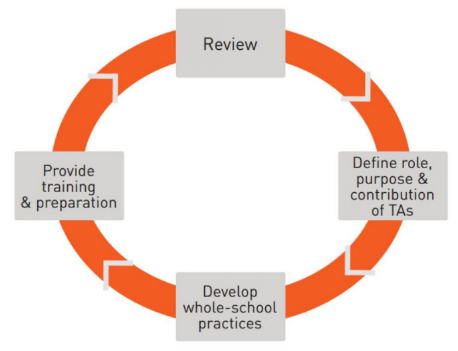 Review
Define role,
purpose &
contribution
of TAs
Develop
whole-school
practices
Provide
training
& preparation